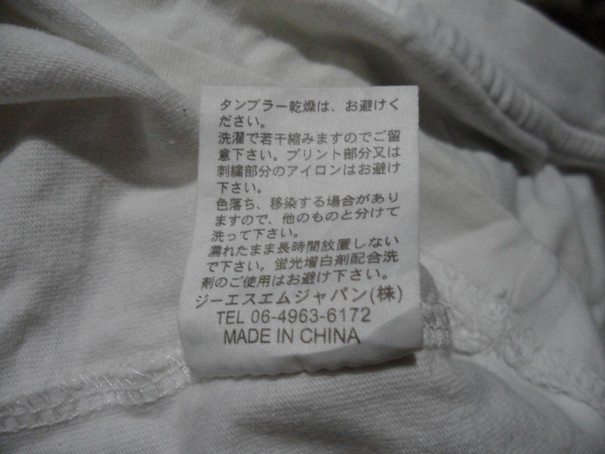 タンブラー乾燥は、お避けく
ださい。
洗濯で若干縮みますのでご留
意下さい。プリント部分又は
刺繍部分のアイロンはお避け
下さい。
色落ち、移染する場合があり
ますので、他のものと分けて
洗って下さい。
濡れたまま長時間放置しない
で下さい。蛍光増白剤配合洗
剤のご使用はお避け下さい。
ジーエスエムジャパン(株)
TEL 06-4963-6172
MADE IN CHINA